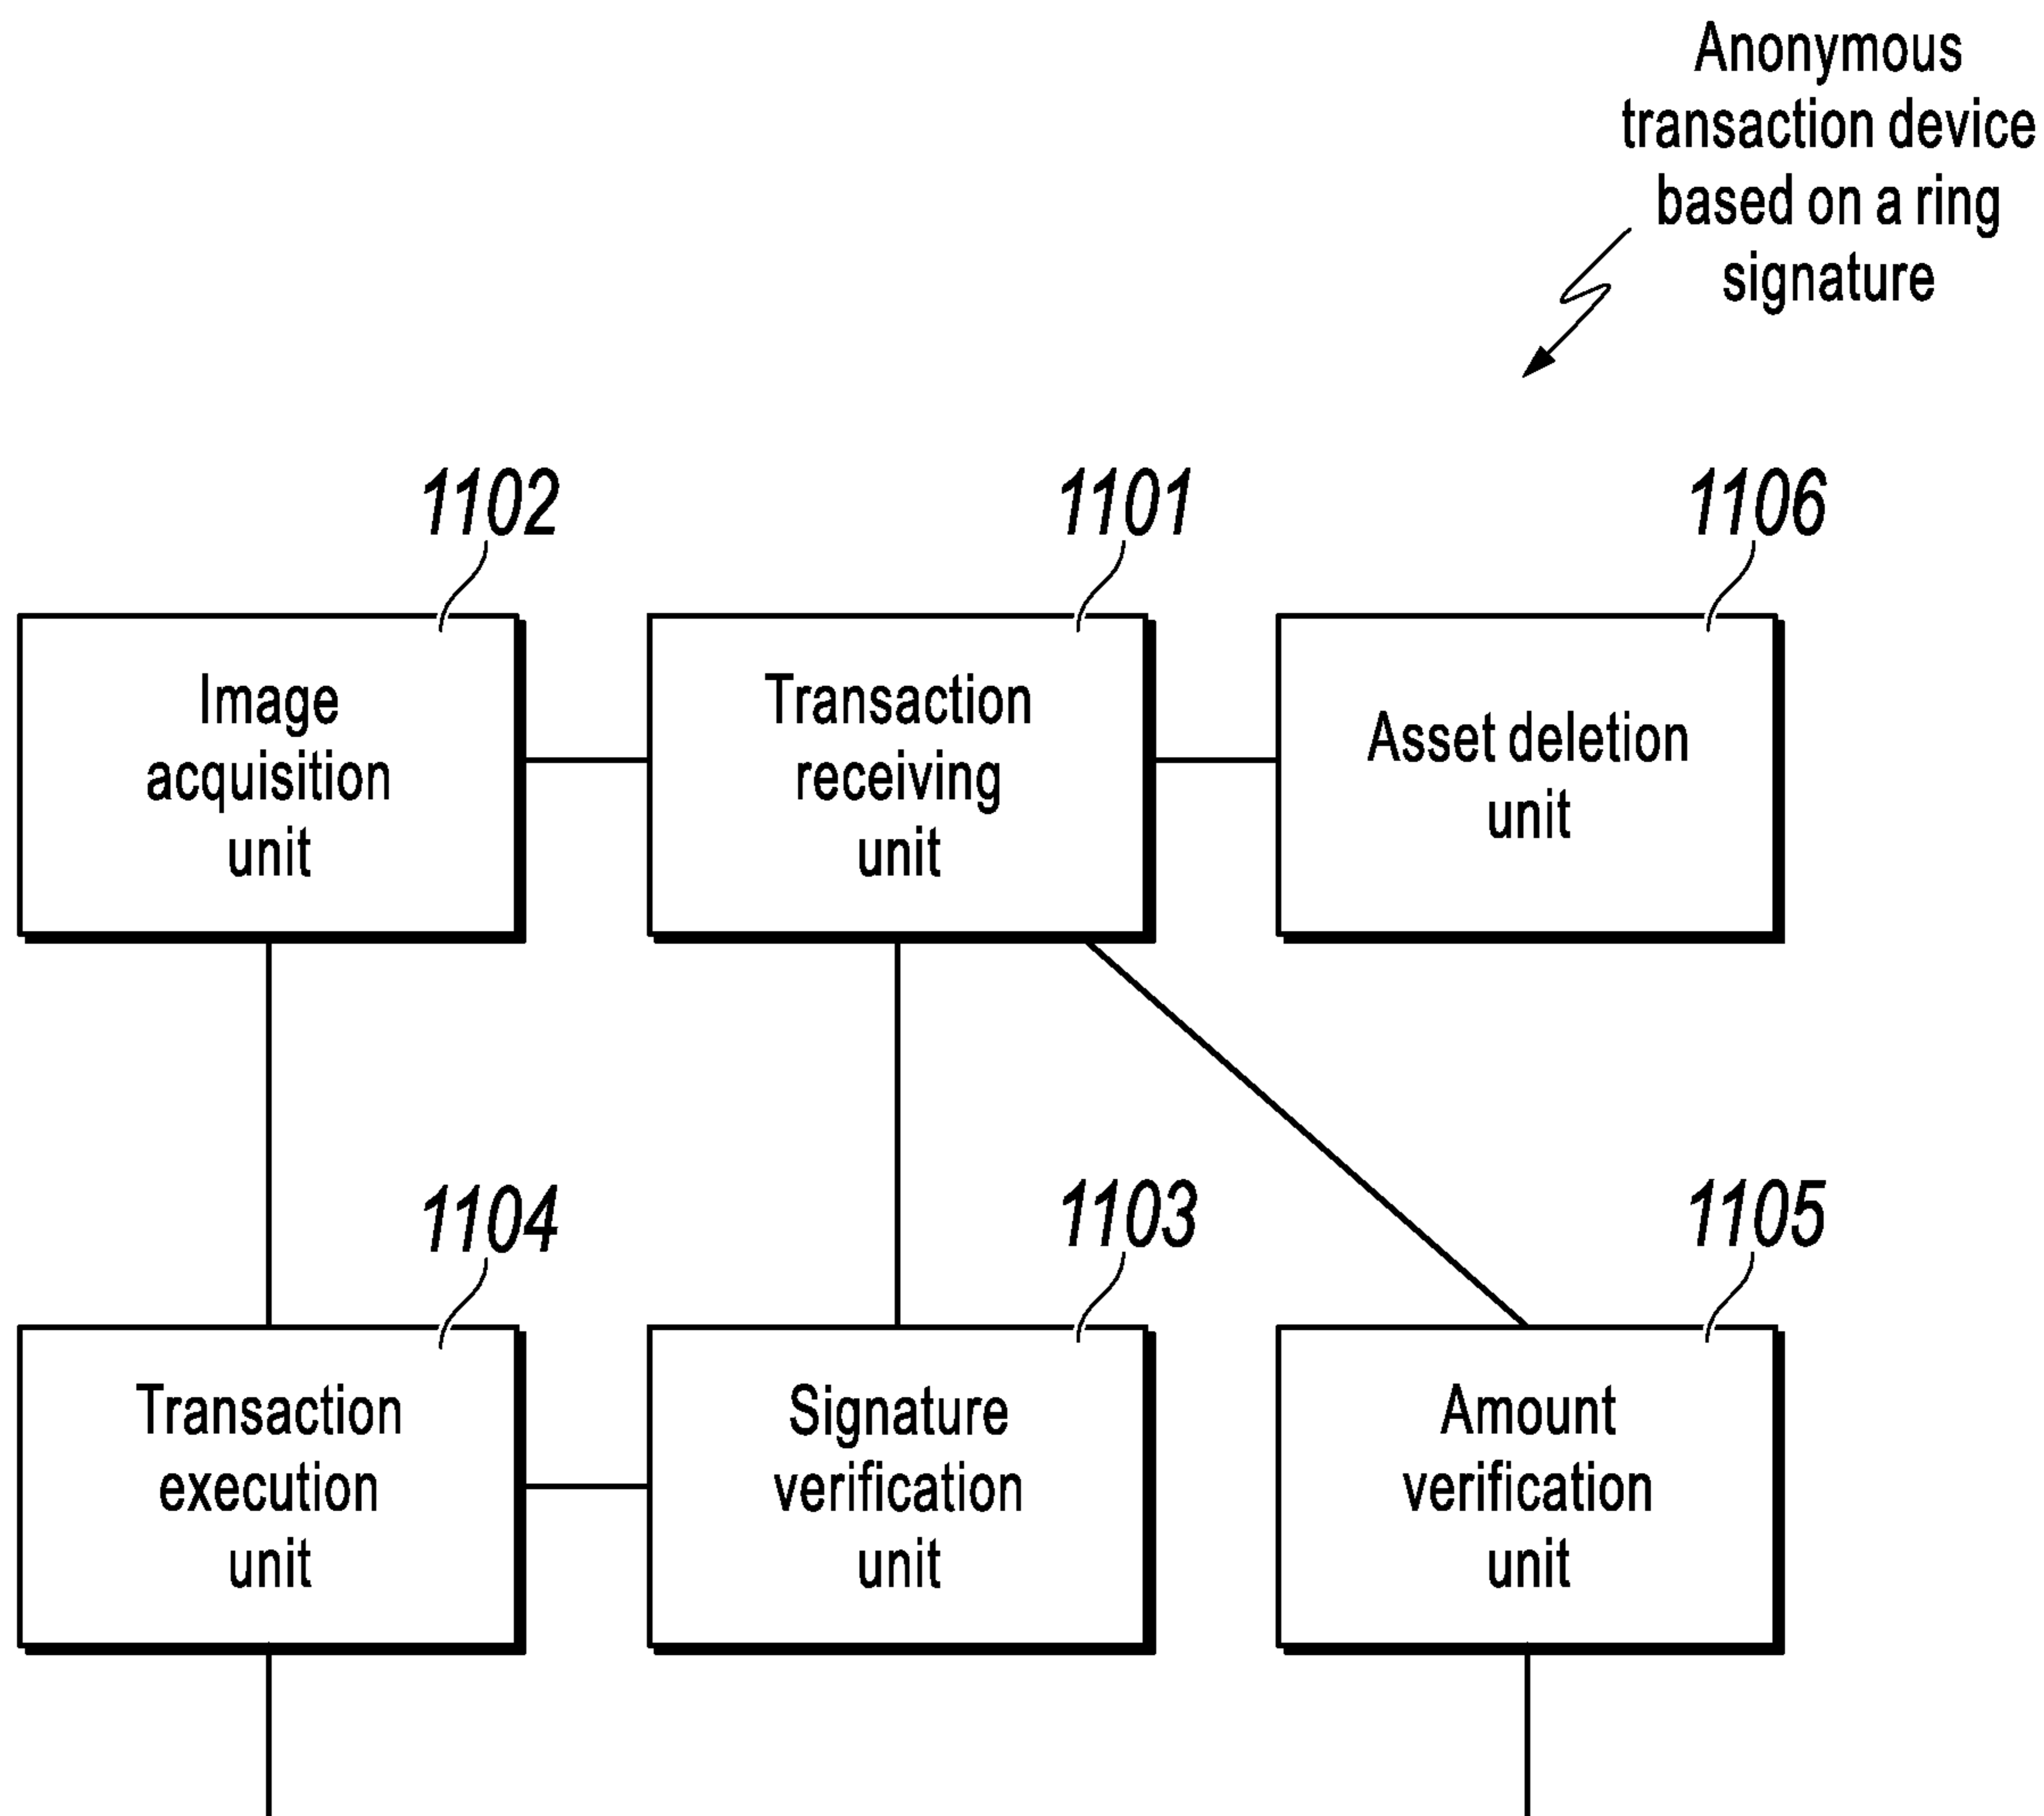 Anonymous
transaction device
based on a ring
signature
1102
1101
1106
Image
acquisition
unit
Transaction
receiving
unit
Asset deletion
unit
1104
1103
1105
Transaction
execution
unit
Signature
verification
unit
Amount
verification
unit